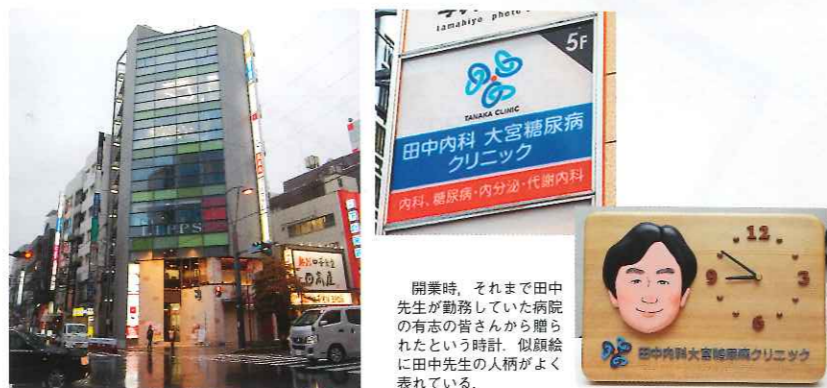 LIPPS
日高屋
tamahiyo photo
5F
TANAKA CLINIC
田中内科 大宮糖尿病
クリニック
内科、糖尿病・内分泌・代謝内科
開業時,それまで田中
先生が勤務していた病院
の有志の皆さんから贈ら
れたという時計.似顔絵
に田中先生の人柄がよく
表れている.
12
9
3
6
田中内科大宮糖尿病クリニック